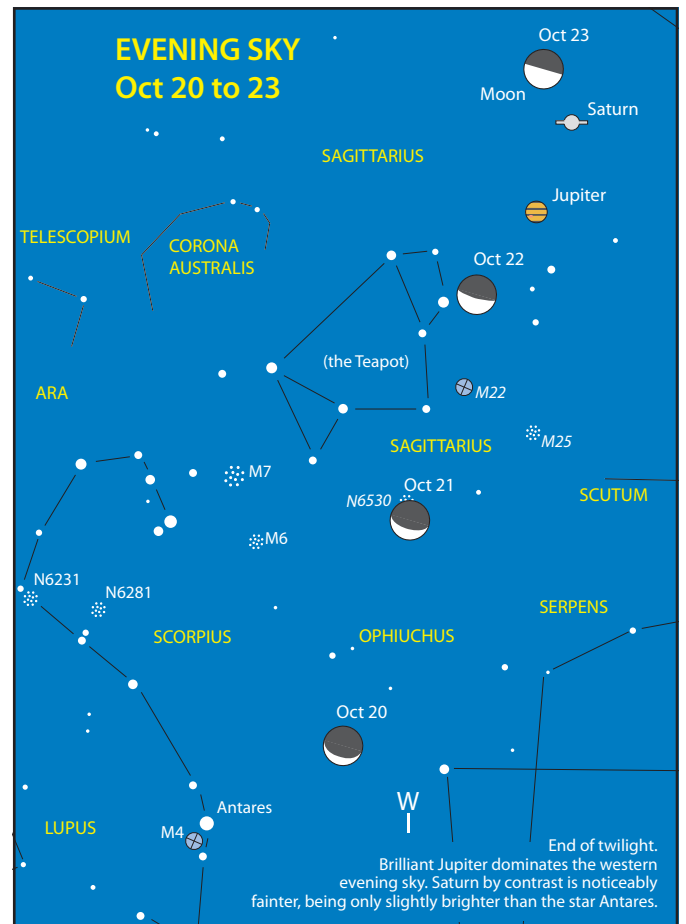 EVENING SKY
Oct 20 to 23
Oct 23
Moon
Saturn
SAGITTARIUS
Jupiter
TELESCOPIUM
CORONA
AUSTRALIS
Oct 22
(the Teapot)
ARA
M22
SAGITTARIUS
M25
M7
Oct 21
SCUTUM
N6530
M6
N6231
N6281
SERPENS
SCORPIUS
OPHIUCHUS
Oct 20
W
Antares
M4
LUPUS
End of twilight.
Brilliant Jupiter dominates the western
evening sky. Saturn by contrast is noticeably
fainter, being only slightly brighter than the star Antares.